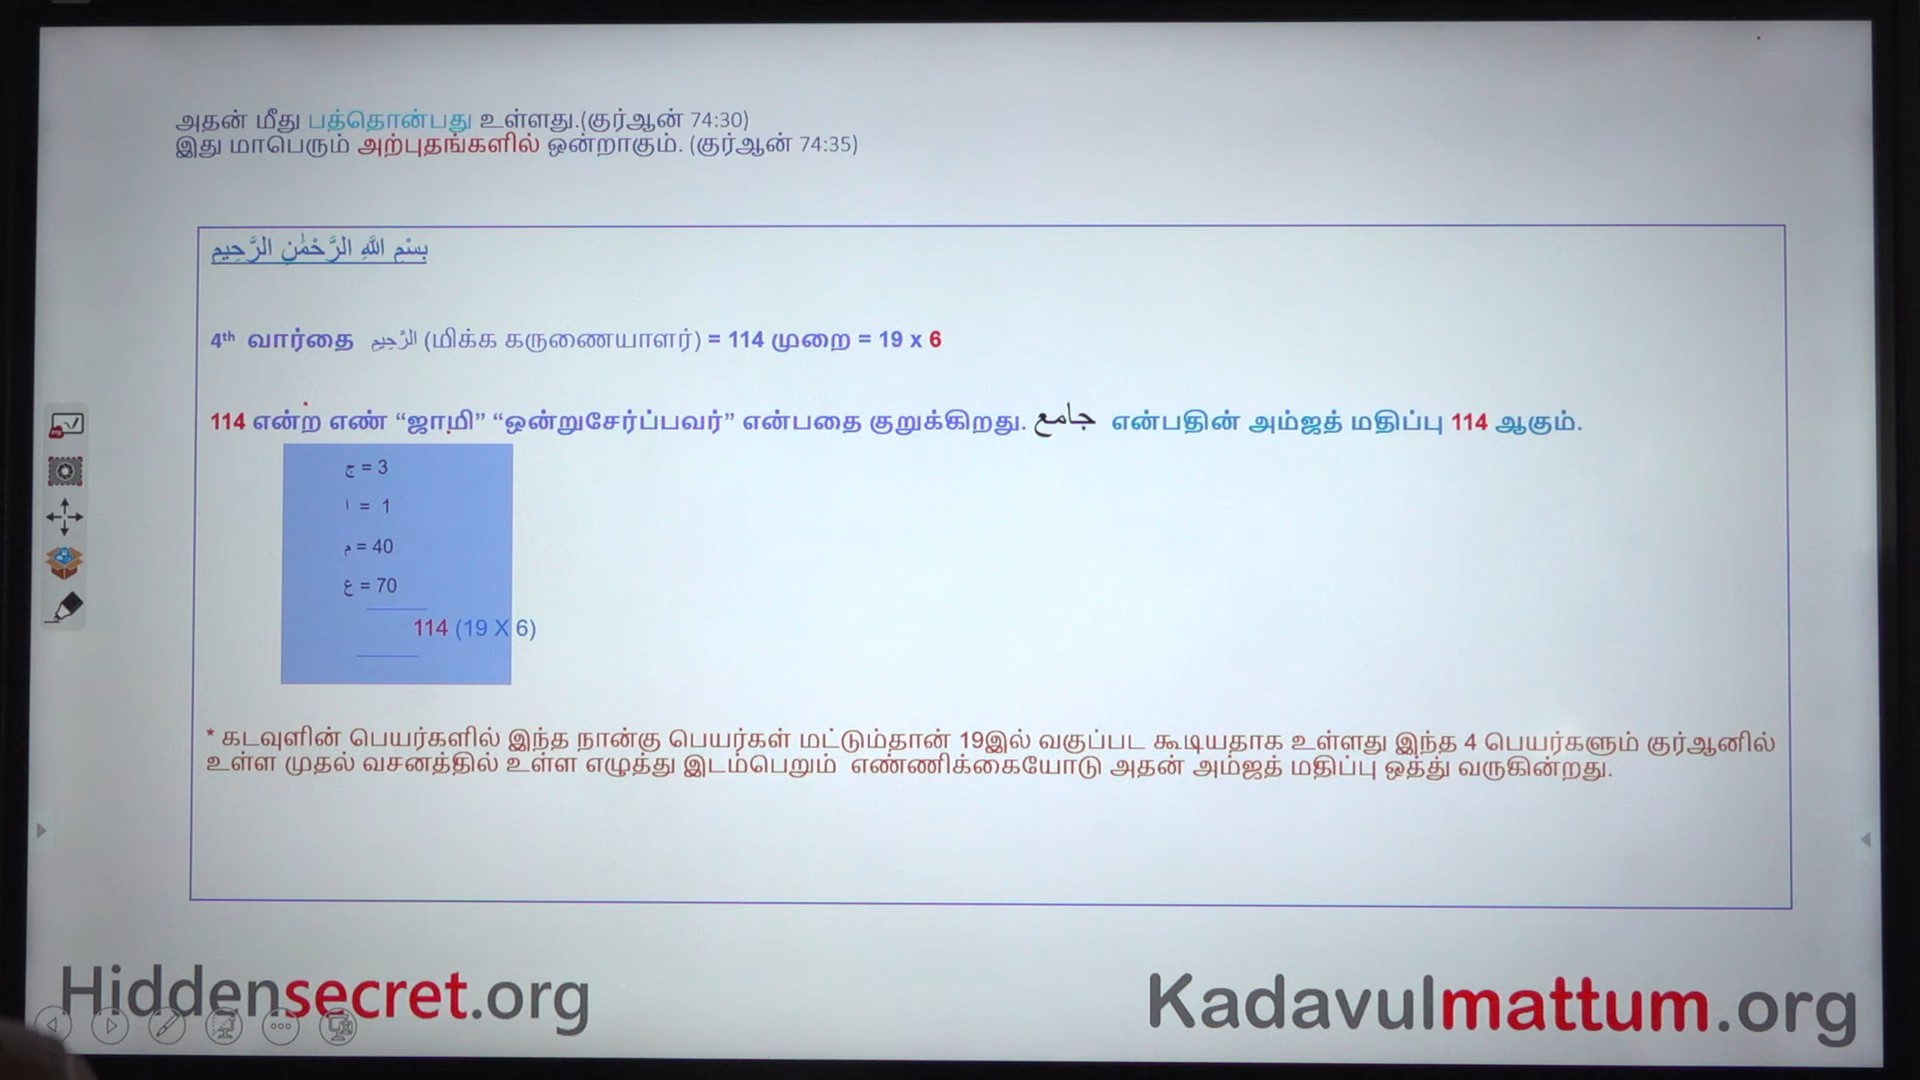 அதன் மீது பத்தொன்பது உள்ளது.(குர்ஆன் 74:30)
இது மாபெரும் அற்புதங்களில் ஒன்றாகும். (குர்ஆன் 74:35)
بِسْمِ اللَّهِ الرَّحْمَٰنِ الرَّحِيمِ
4th வார்தை الرَّحِيمِ (மிக்க கருணையாளர்) = 114 முறை = 19 x 6
114 என்ற எண் “ஜாமி” “ஒன்றுசேர்ப்பவர்” என்பதை குறுக்கிறது. جامع என்பதின் அம்ஜத் மதிப்பு 114 ஆகும்.
ج = 3
ا = 1
م = 40
ع = 70
114 (19 X 6)
* கடவுளின் பெயர்களில் இந்த நான்கு பெயர்கள் மட்டும்தான் 19இல் வகுப்பட கூடியதாக உள்ளது இந்த 4 பெயர்களும் குர்ஆனில்
உள்ள முதல் வசனத்தில் உள்ள எழுத்து இடம்பெறும் எண்ணிக்கையோடு அதன் அம்ஜத் மதிப்பு ஒத்து வருகின்றது.
Hiddensecret.org
Kadavulmattum.org